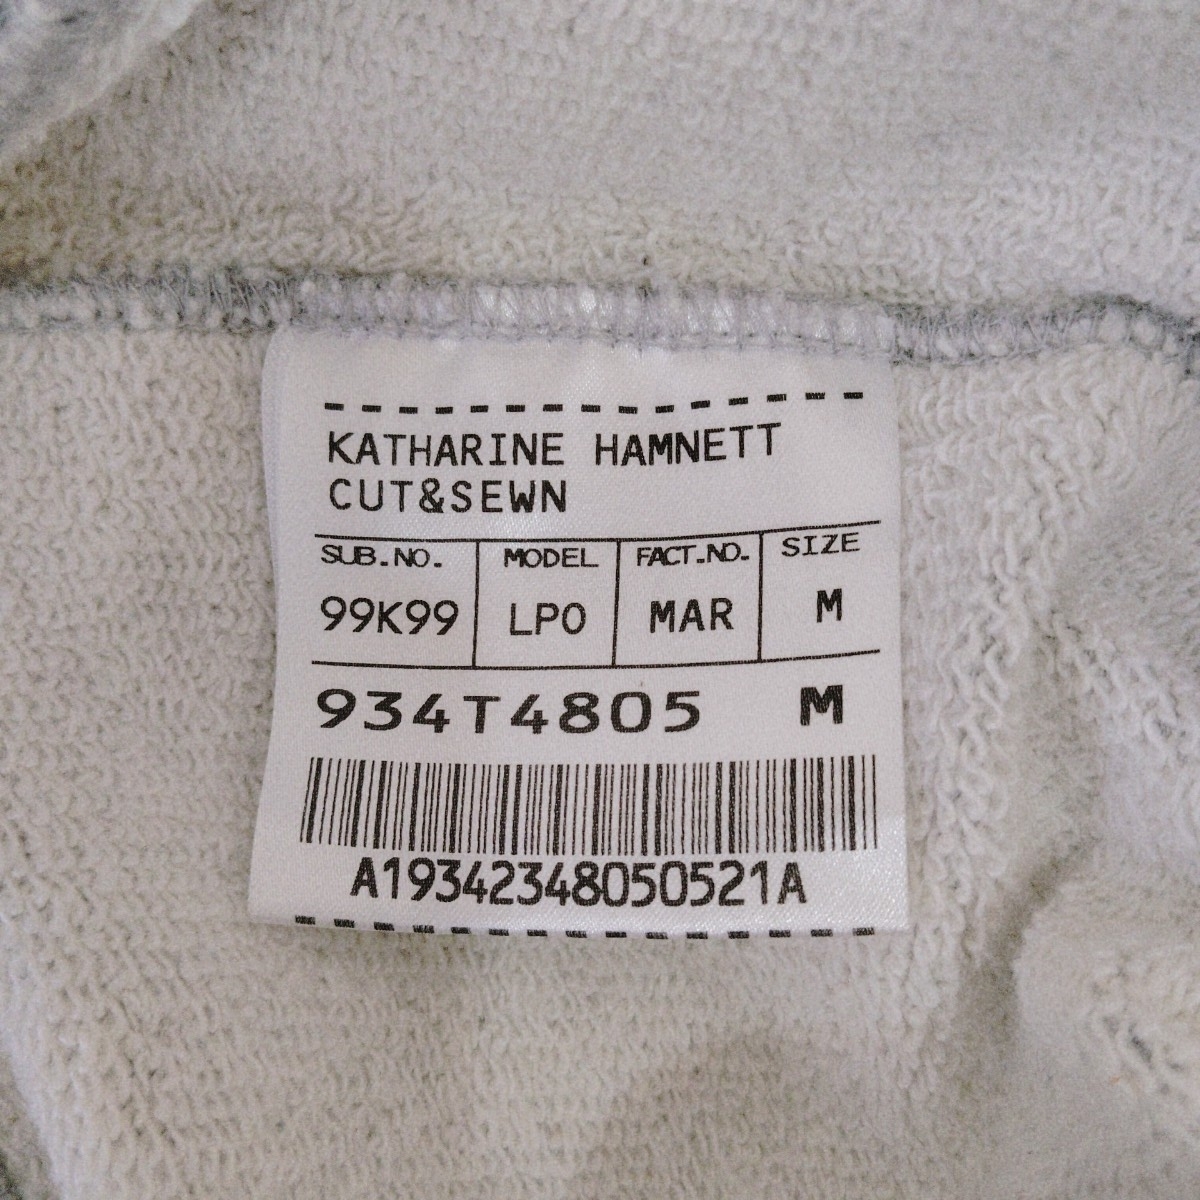 KATHARINE HAMNETT
CUT&SEWN
SUB.NO. MODEL FACT.NO. SIZE
99K99 LP0 MAR M
934T4805 M
A19342348050521A